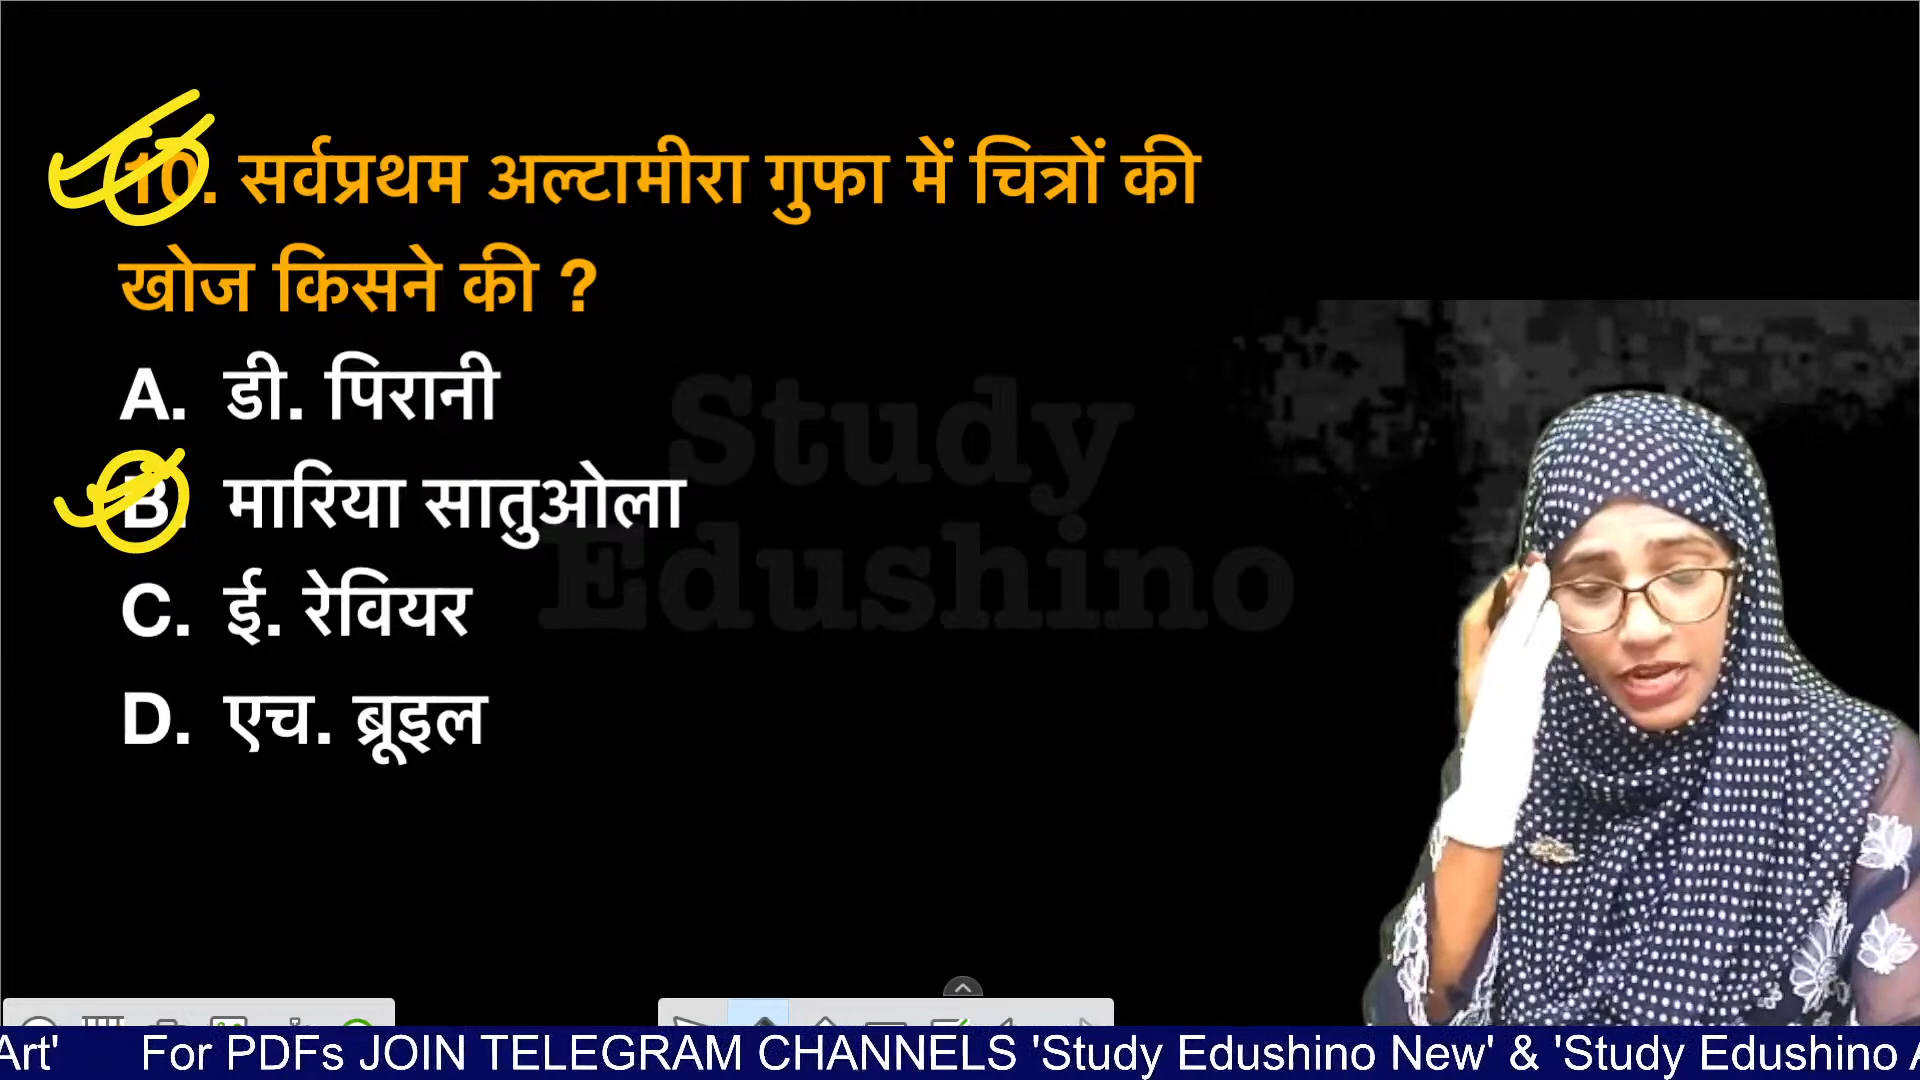 10. सर्वप्रथम अल्टामीरा गुफा में चित्रों की
खोज किसने की ?
A. डी. पिरानी
B. मारिया सातुओला
C. ई. रेवियर
D. एच. ब्रूइल
Study
Edushino
Art' For PDFs JOIN TELEGRAM CHANNELS 'Study Edushino New' & 'Study Edushino